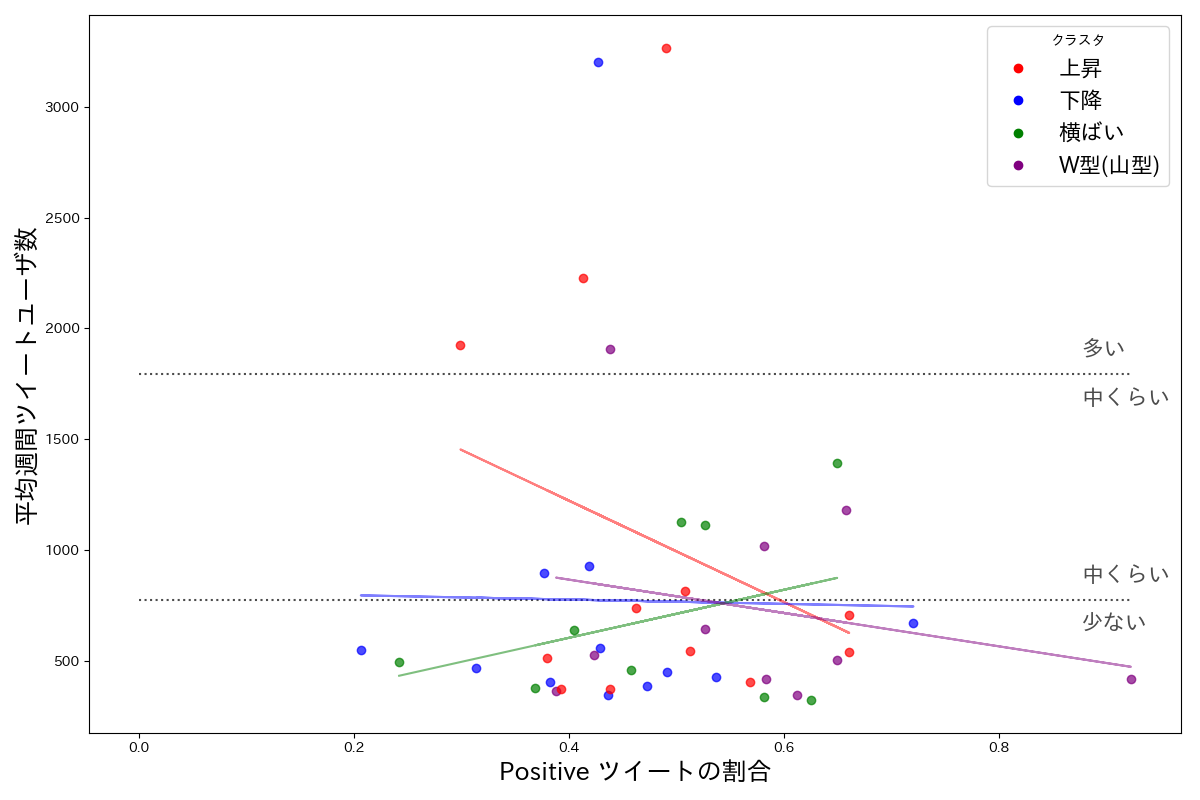 クラスタ
上昇
下降
横ばい
W型(山型)
平均週間ツイートユーザ数
3000
2500
2000
1500
1000
500
多い
中くらい
中くらい
少ない
0.0
0.2
0.4
0.6
0.8
Positive ツイートの割合